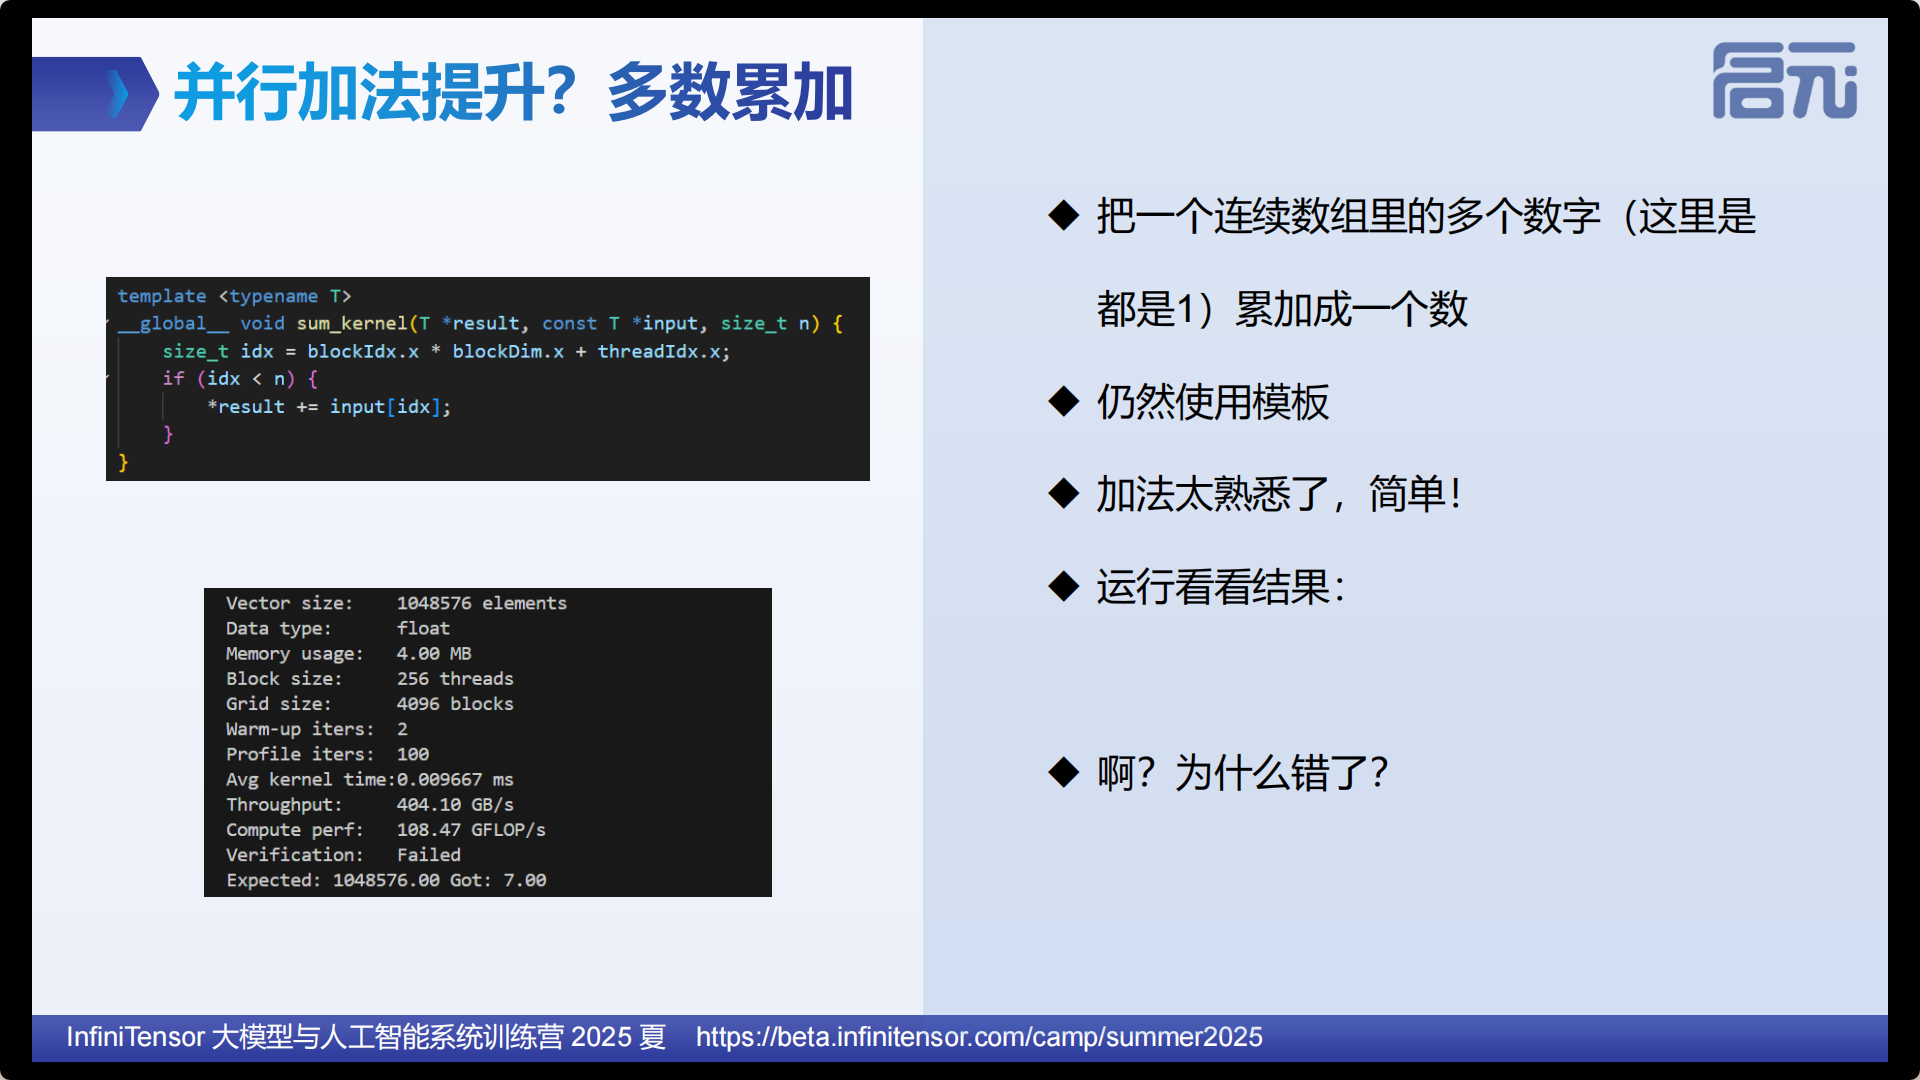 并行加法提升？多数累加
启元
template <typename T>
__global__ void sum_kernel(T *result, const T *input, size_t n) {
    size_t idx = blockIdx.x * blockDim.x + threadIdx.x;
    if (idx < n) {
        *result += input[idx];
    }
}
Vector size:    1048576 elements
Data type:      float
Memory usage:   4.00 MB
Block size:     256 threads
Grid size:      4096 blocks
Warm-up iters:  2
Profile iters:  100
Avg kernel time:0.009667 ms
Throughput:     404.10 GB/s
Compute perf:   108.47 GFLOP/s
Verification:   Failed
Expected: 1048576.00 Got: 7.00
◆ 把一个连续数组里的多个数字（这里是
都是1）累加成一个数
◆ 仍然使用模板
◆ 加法太熟悉了，简单！
◆ 运行看看结果：
◆ 啊？为什么错了？
InfiniTensor 大模型与人工智能系统训练营 2025 夏    https://beta.infinitensor.com/camp/summer2025